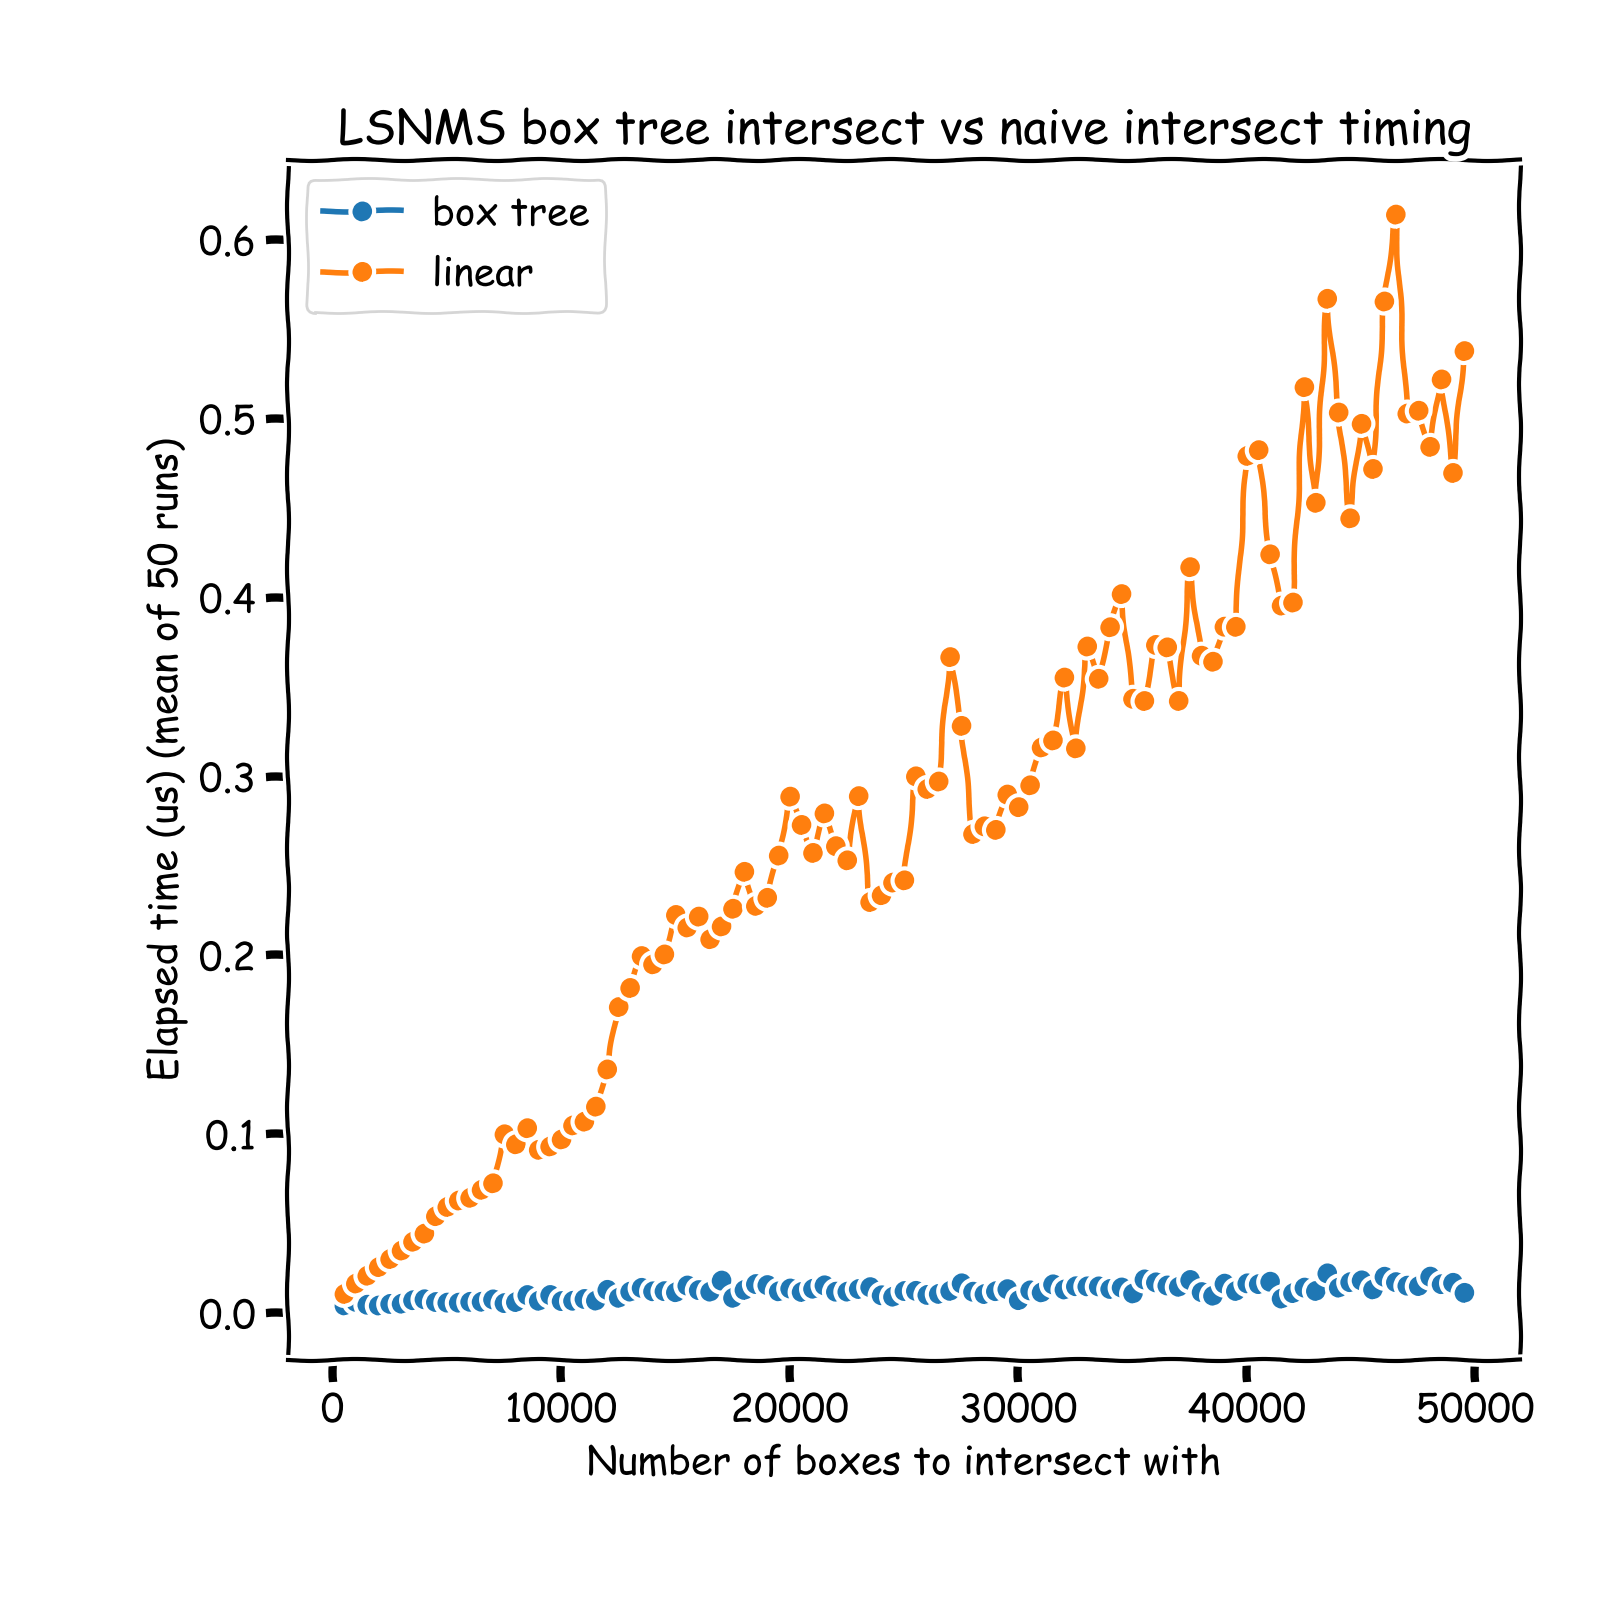 LSNMS box tree intersect vs naive intersect timing
box tree
linear
0.6
0.5
0.4
0.3
0.2
0.1
0.0
Elapsed time (us) (mean of 50 runs)
0 10000 20000 30000 40000 50000
Number of boxes to intersect with